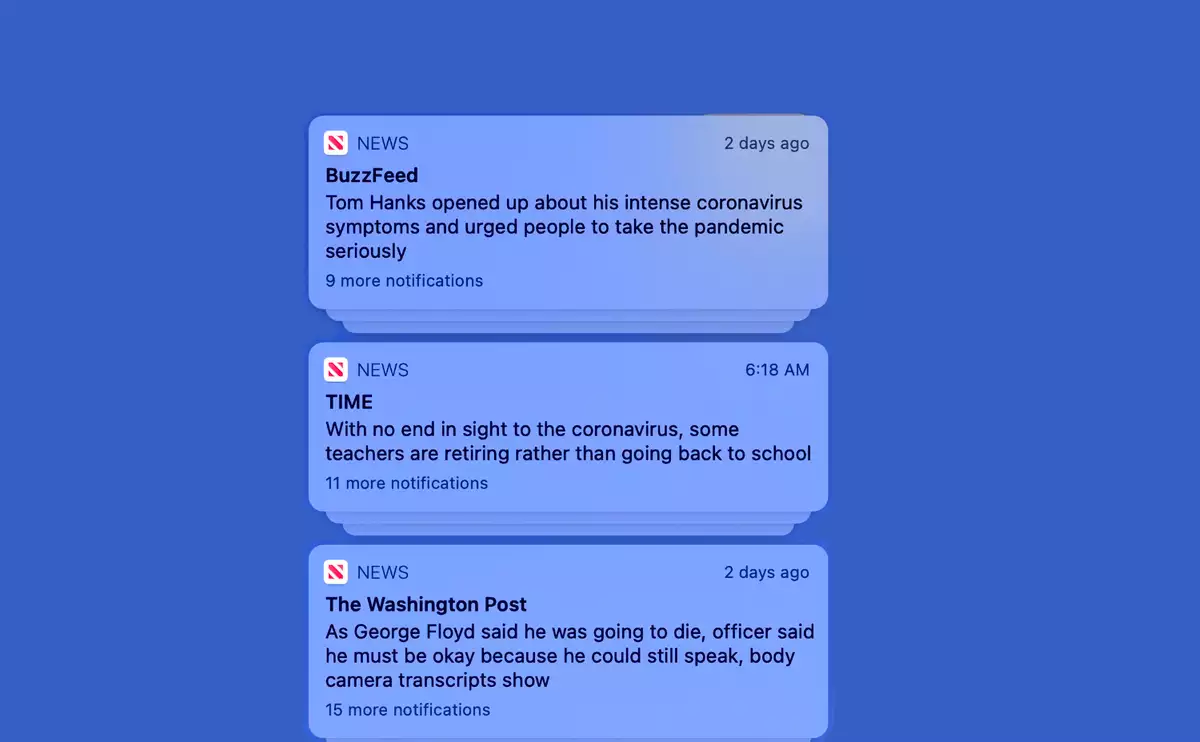 NEWS 2 days ago
BuzzFeed
Tom Hanks opened up about his intense coronavirus
symptoms and urged people to take the pandemic
seriously
9 more notifications
NEWS 6:18 AM
TIME
With no end in sight to the coronavirus, some
teachers are retiring rather than going back to school
11 more notifications
NEWS 2 days ago
The Washington Post
As George Floyd said he was going to die, officer said
he must be okay because he could still speak, body
camera transcripts show
15 more notifications